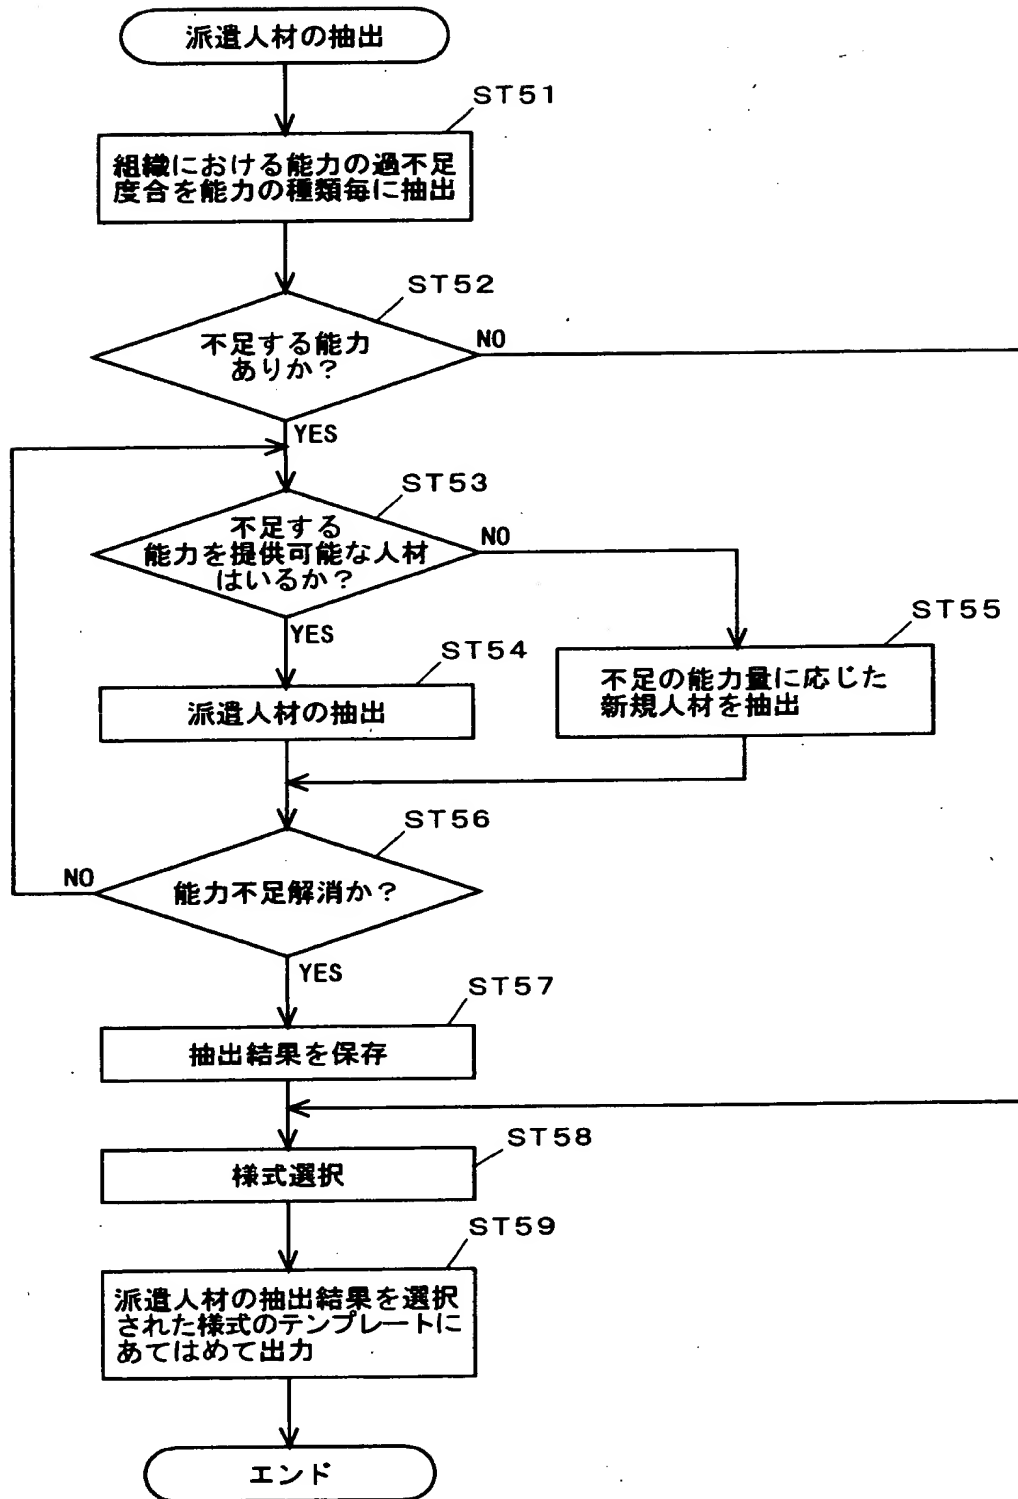 派遣人材の抽出
ST51
組織における能力の過不足
度合を能力の種類毎に抽出
ST52
不足する能力
ありか？
NO
YES
ST53
不足する
能力を提供可能な人材
はいるか？
NO
YES
ST54
派遣人材の抽出
ST55
不足の能力量に応じた
新規人材を抽出
ST56
能力不足解消か？
NO
YES
ST57
抽出結果を保存
ST58
様式選択
ST59
派遣人材の抽出結果を選択
された様式のテンプレートに
あてはめて出力
エンド